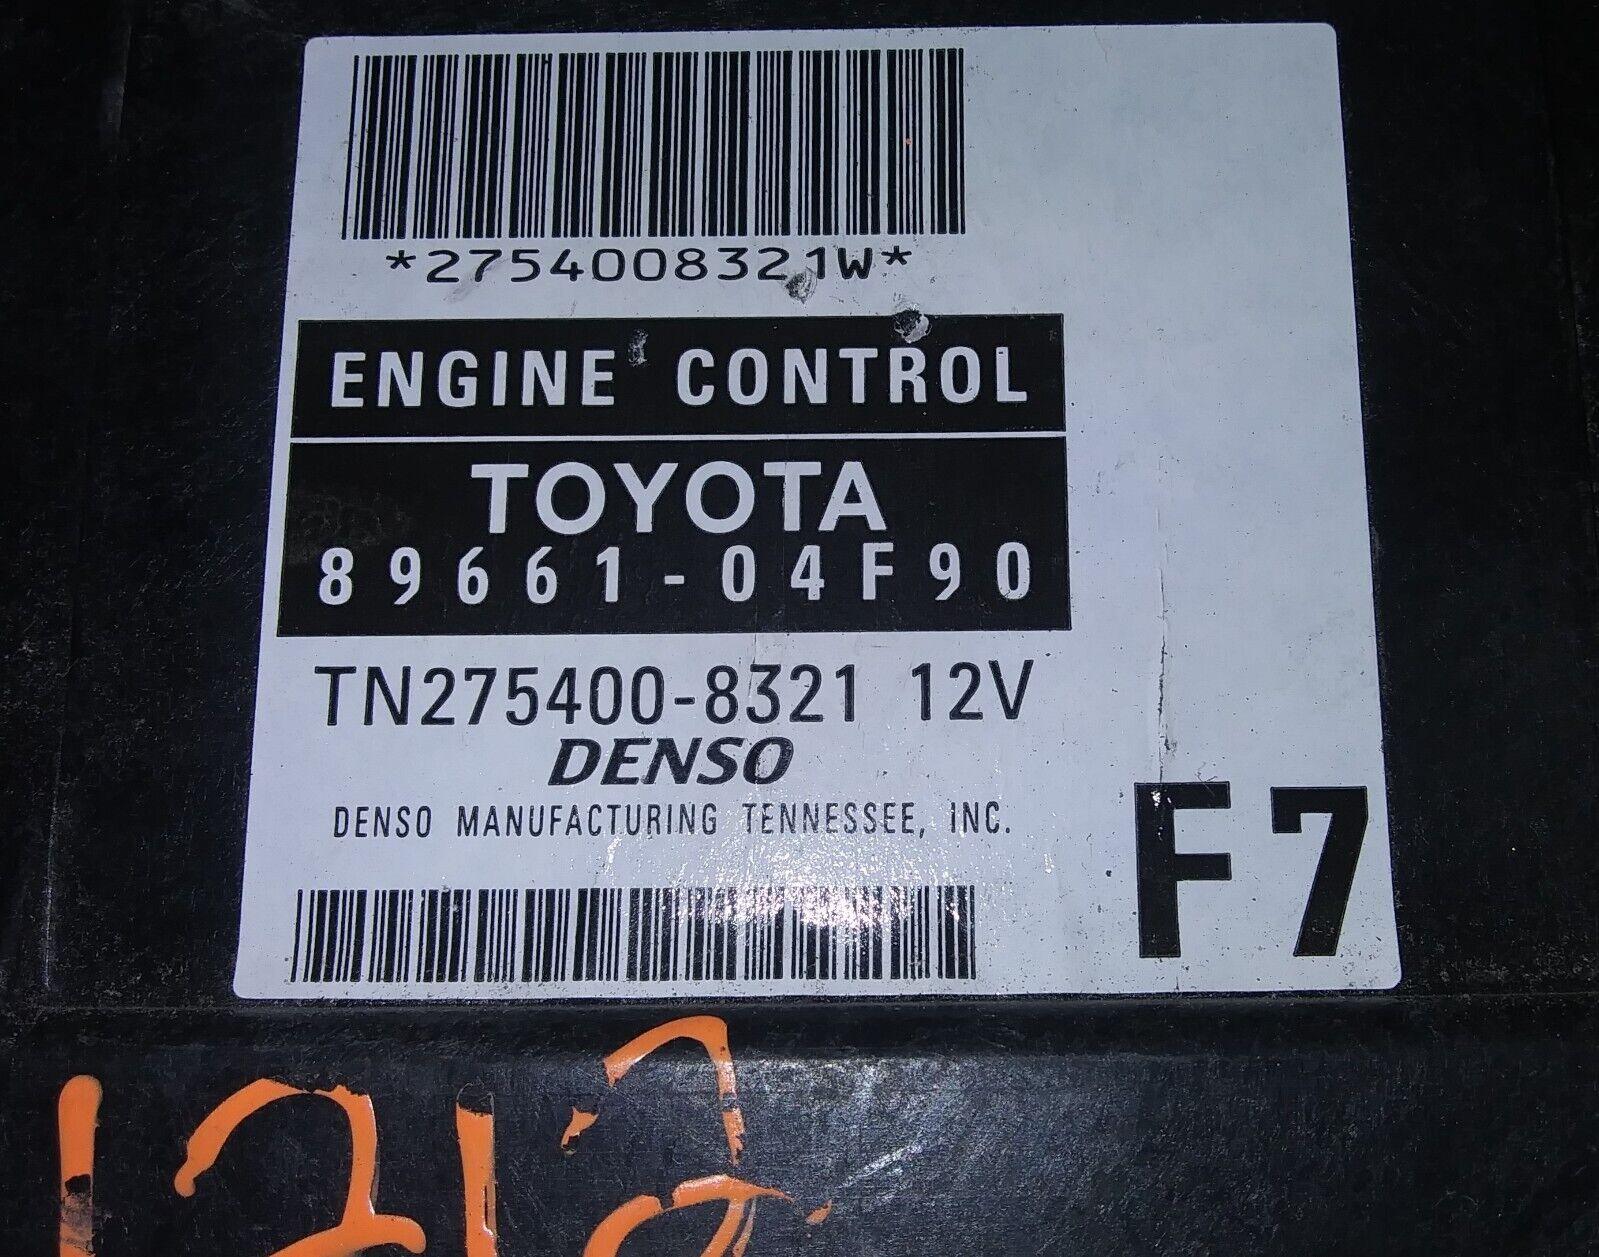 *2754008321W*
ENGINE CONTROL
TOYOTA
89661-04F90
TN275400-8321 12V
DENSO
DENSO MANUFACTURING TENNESSEE, INC.
F7